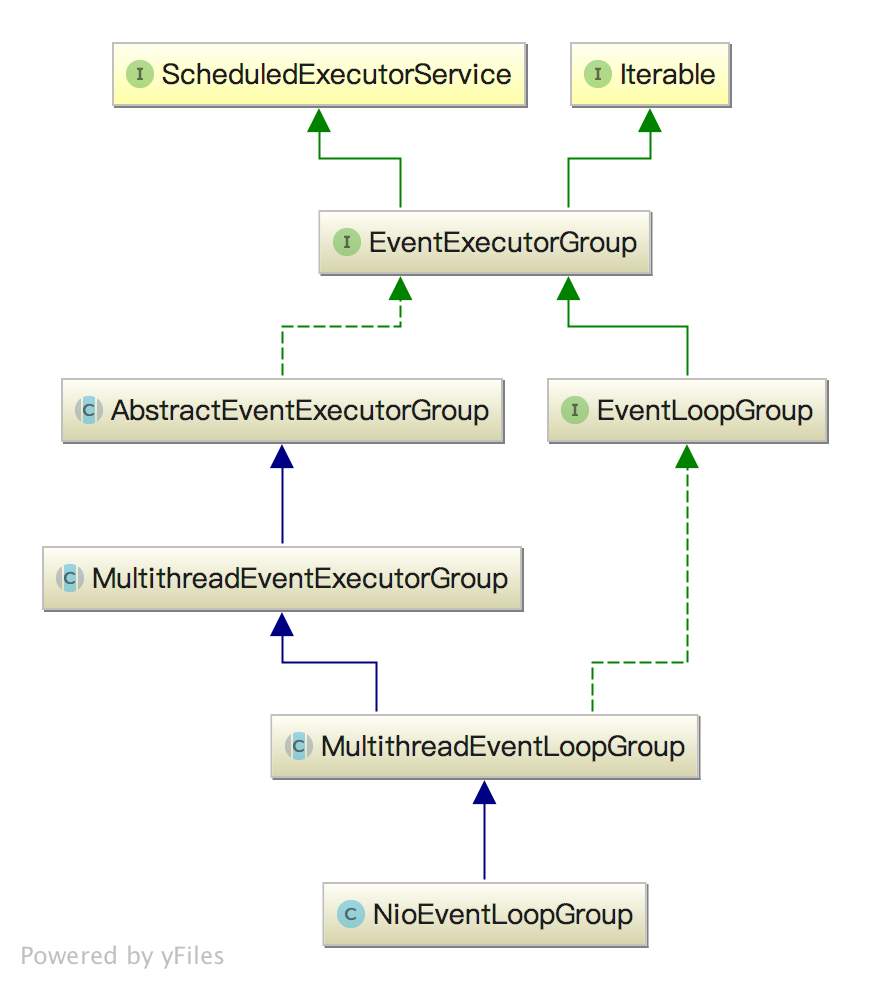 I ScheduledExecutorService
I Iterable
I EventExecutorGroup
C AbstractEventExecutorGroup
I EventLoopGroup
C MultithreadEventExecutorGroup
C MultithreadEventLoopGroup
C NioEventLoopGroup
Powered by yFiles